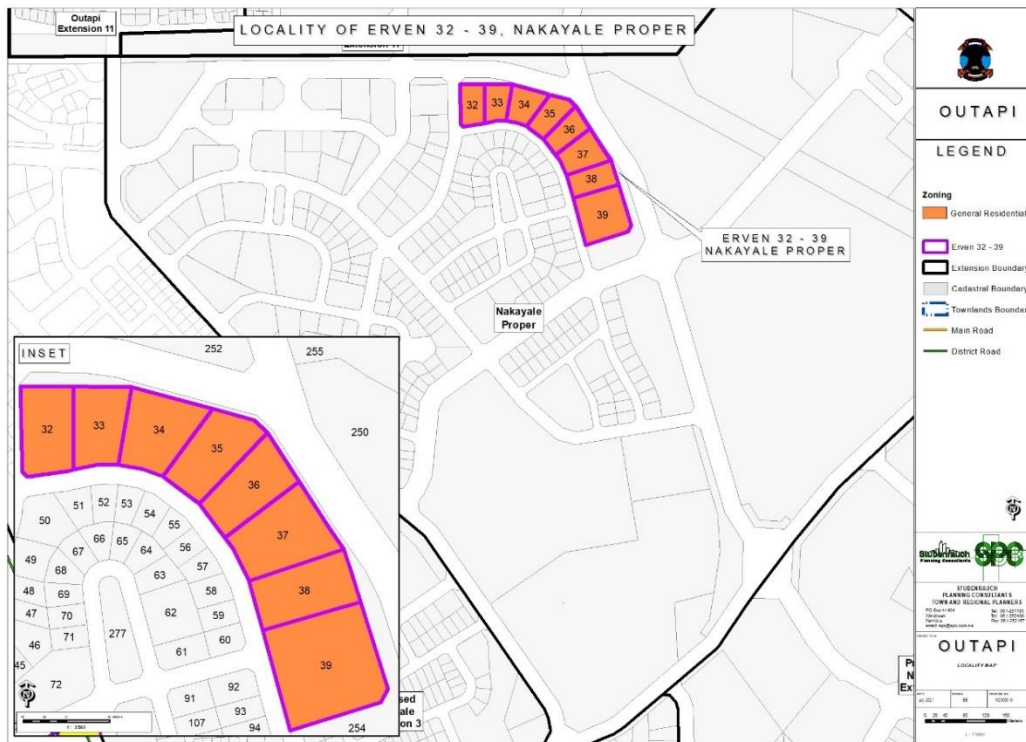 Outapi
Extension 11
LOCALITY OF ERVEN 32 - 39, NAKAYALE PROPER
32
33
34
35
36
37
38
39
ERVEN 32 - 39
NAKAYALE PROPER
Nakayale
Proper
INSET
252
255
250
32
33
34
35
36
37
38
39
50
51
52
53
54
55
56
57
58
59
60
49
48
47
46
45
72
66
65
67
64
68
63
69
70
71
62
61
277
91
92
93
107
94
254
OUTAPI
LEGEND
Zoning
General Residential
Erven 32 - 39
Extension Boundary
Cadastral Boundary
Townlands Boundar
Main Road
District Road
Stubenrauch
Planning Consultants
SPC
STUBENRAUCH
PLANNING CONSULTANTS
TOWN AND REGIONAL PLANNERS
OUTAPI
LOCALITY MAP